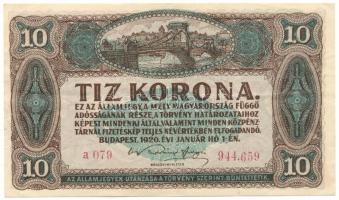 10 10
TIZ KORONA.
EZ AZ ÁLLAMJEGY, A MELY MAGYARORSZÁG FÜGGŐ
ADÓSSÁGÁNAK RÉSZE, A TÖRVÉNY HATÁROZATAIHOZ
KÉPEST MINDENKI ÁLTAL, VALAMINT MINDEN KÖZPÉNZ
TÁRNÁL FIZETÉSKÉP TELJES NÉVÉRTÉKBEN ELFOGADANDÓ.
BUDAPEST, 1920. ÉVI JANUÁR HÓ 1-ÉN.
a 079 944.659
10 10
AZ ÁLLAMJEGYEK UTÁNZÁSA A TÖRVÉNY SZERINT BÜNTETTETIK.